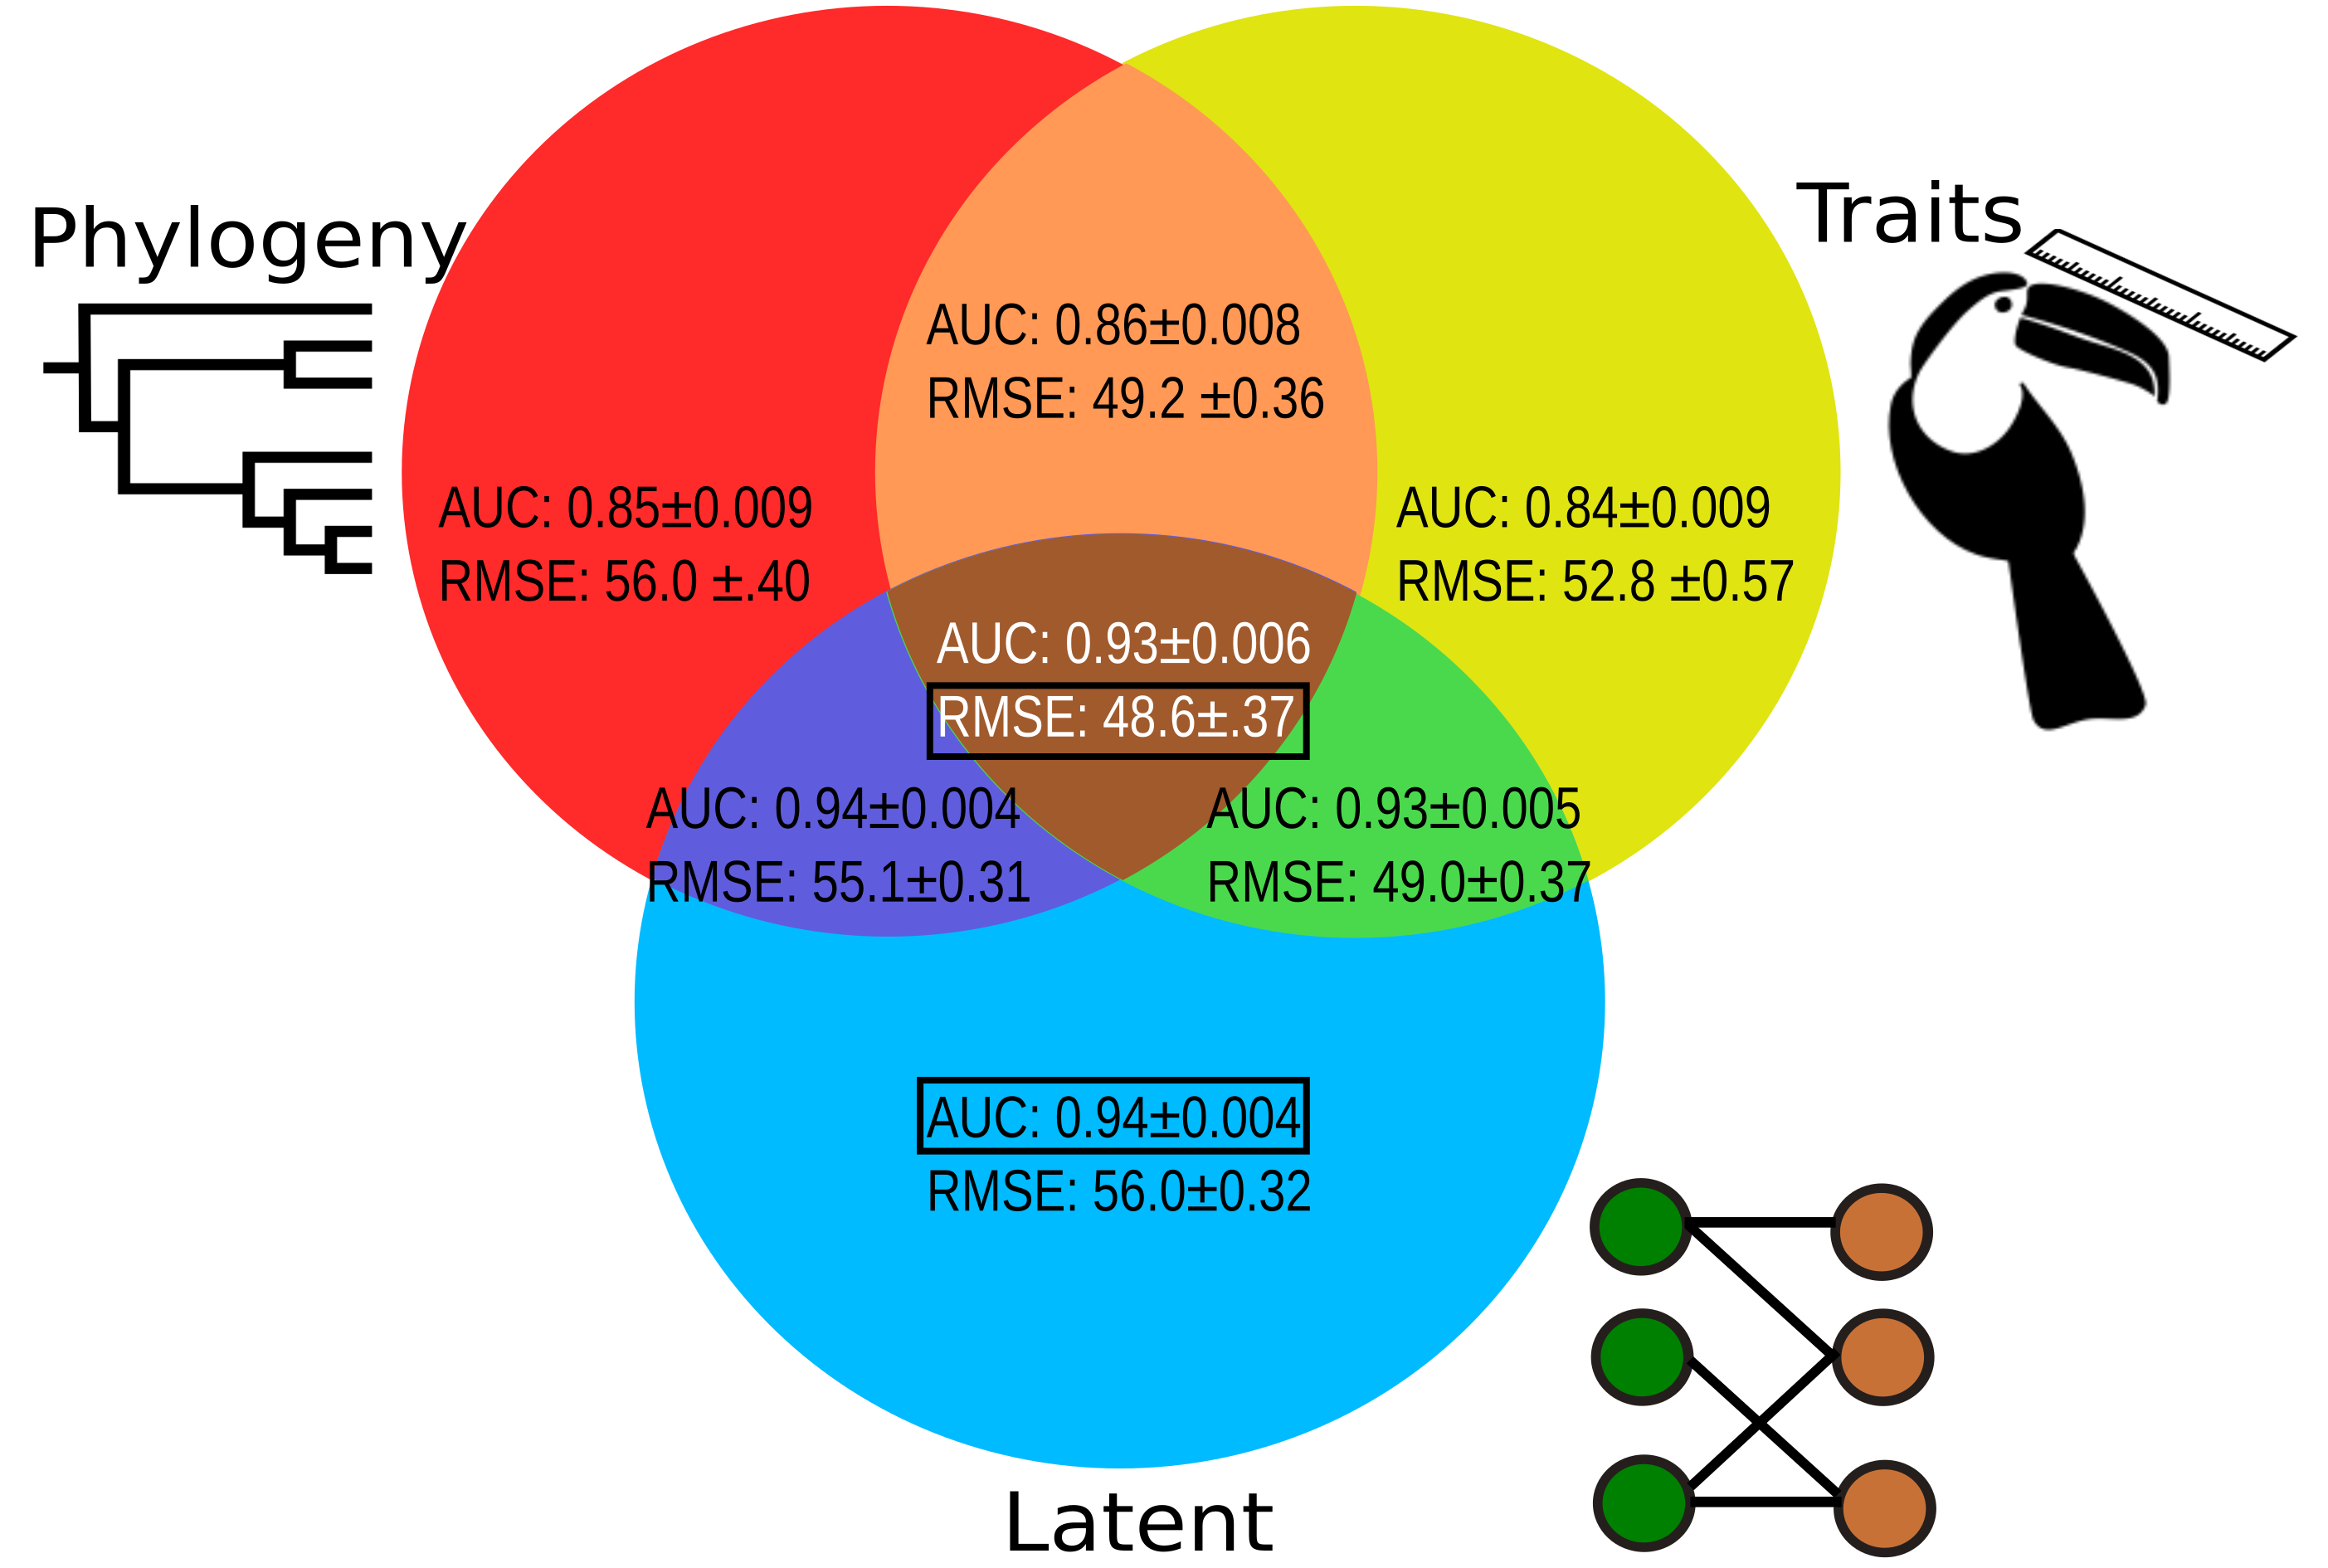 Phylogeny
Traits
AUC: 0.86±0.008
RMSE: 49.2 ±0.36
AUC: 0.85±0.009
RMSE: 56.0 ±.40
AUC: 0.84±0.009
RMSE: 52.8 ±0.57
AUC: 0.93±0.006
RMSE: 48.6±.37
AUC: 0.94±0.004
RMSE: 55.1±0.31
AUC: 0.93±0.005
RMSE: 49.0±0.37
AUC: 0.94±0.004
RMSE: 56.0±0.32
Latent